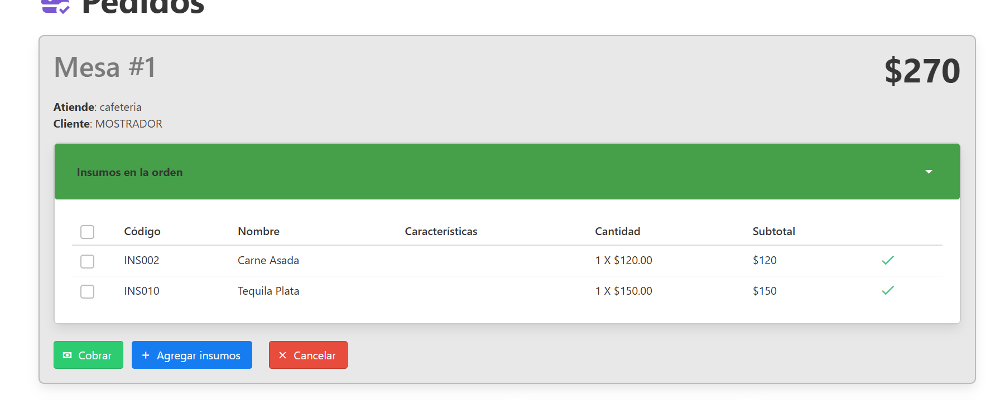 Pedidos
Mesa #1
$270
Atiende: cafeteria
Cliente: MOSTRADOR
Insumos en la orden
Código Nombre Características Cantidad Subtotal
INS002 Carne Asada 1 X $120.00 $120
INS010 Tequila Plata 1 X $150.00 $150
Cobrar + Agregar insumos × Cancelar